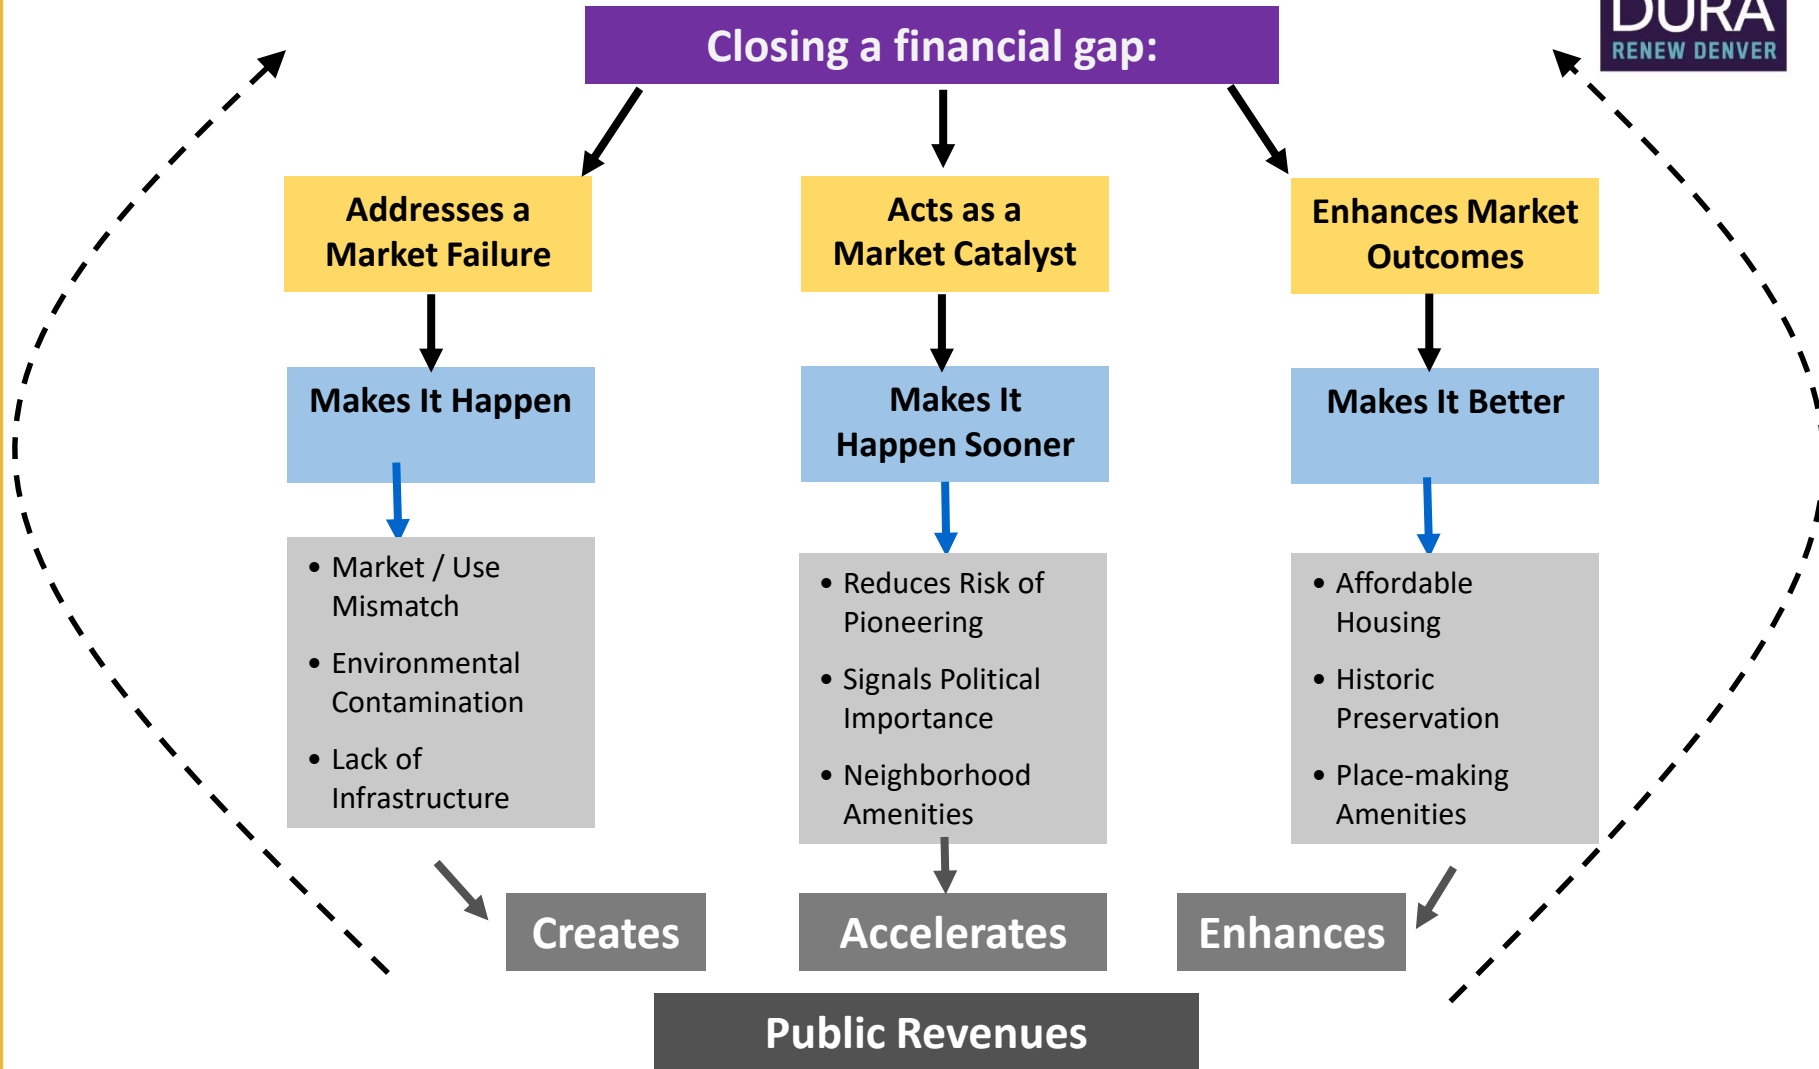 DURA
RENEW DENVER
Closing a financial gap:
Addresses a
Market Failure
Acts as a
Market Catalyst
Enhances Market
Outcomes
Makes It Happen
Makes It
Happen Sooner
Makes It Better
• Market / Use
Mismatch
• Environmental
Contamination
• Lack of
Infrastructure
• Reduces Risk of
Pioneering
• Signals Political
Importance
• Neighborhood
Amenities
• Affordable
Housing
• Historic
Preservation
• Place-making
Amenities
Creates
Accelerates
Enhances
Public Revenues